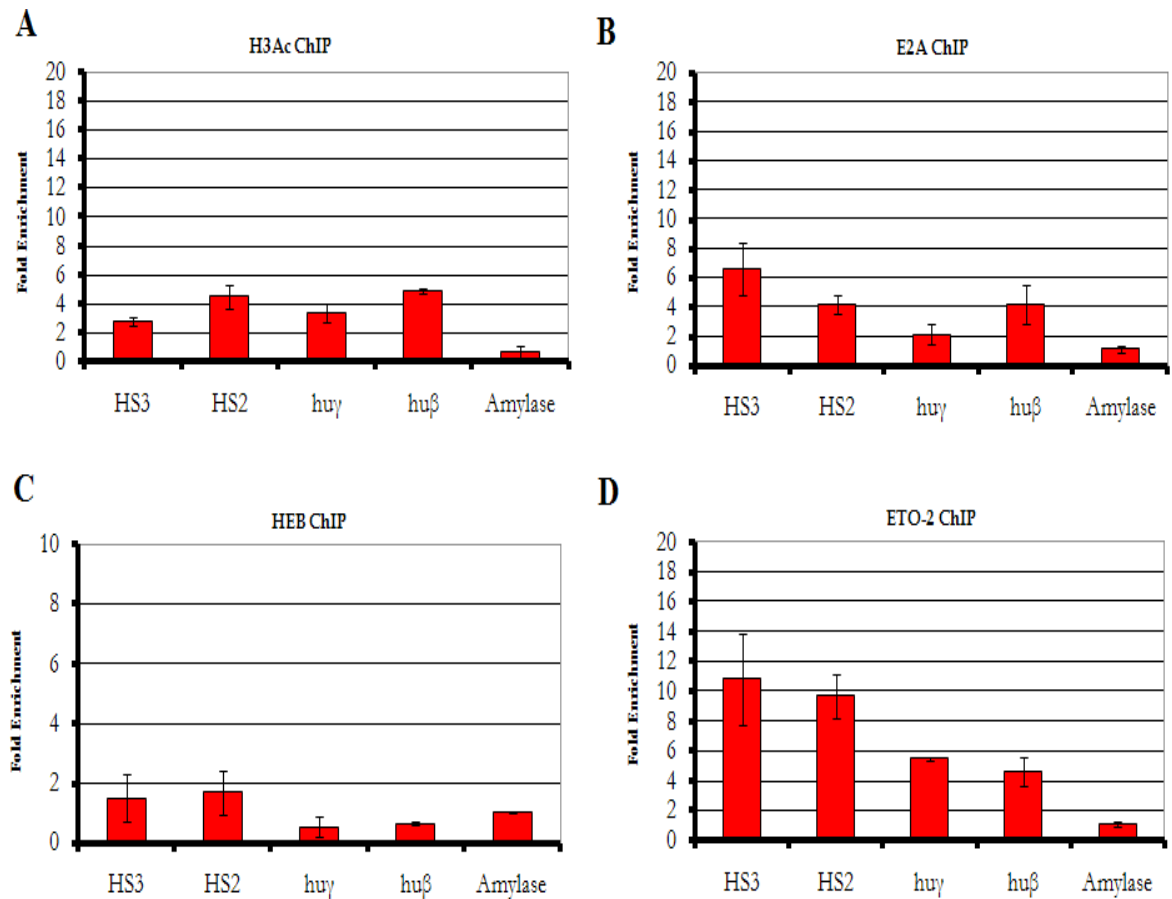 A
H3Ac ChIP
Fold Enrichment
20
18
16
14
12
10
8
6
4
2
0
HS3 HS2 huγ huβ Amylase
B
E2A ChIP
Fold Enrichment
20
18
16
14
12
10
8
6
4
2
0
HS3 HS2 huγ huβ Amylase
C
HEB ChIP
Fold Enrichment
10
8
6
4
2
0
HS3 HS2 huγ huβ Amylase
D
ETO-2 ChIP
Fold Enrichment
20
18
16
14
12
10
8
6
4
2
0
HS3 HS2 huγ huβ Amylase